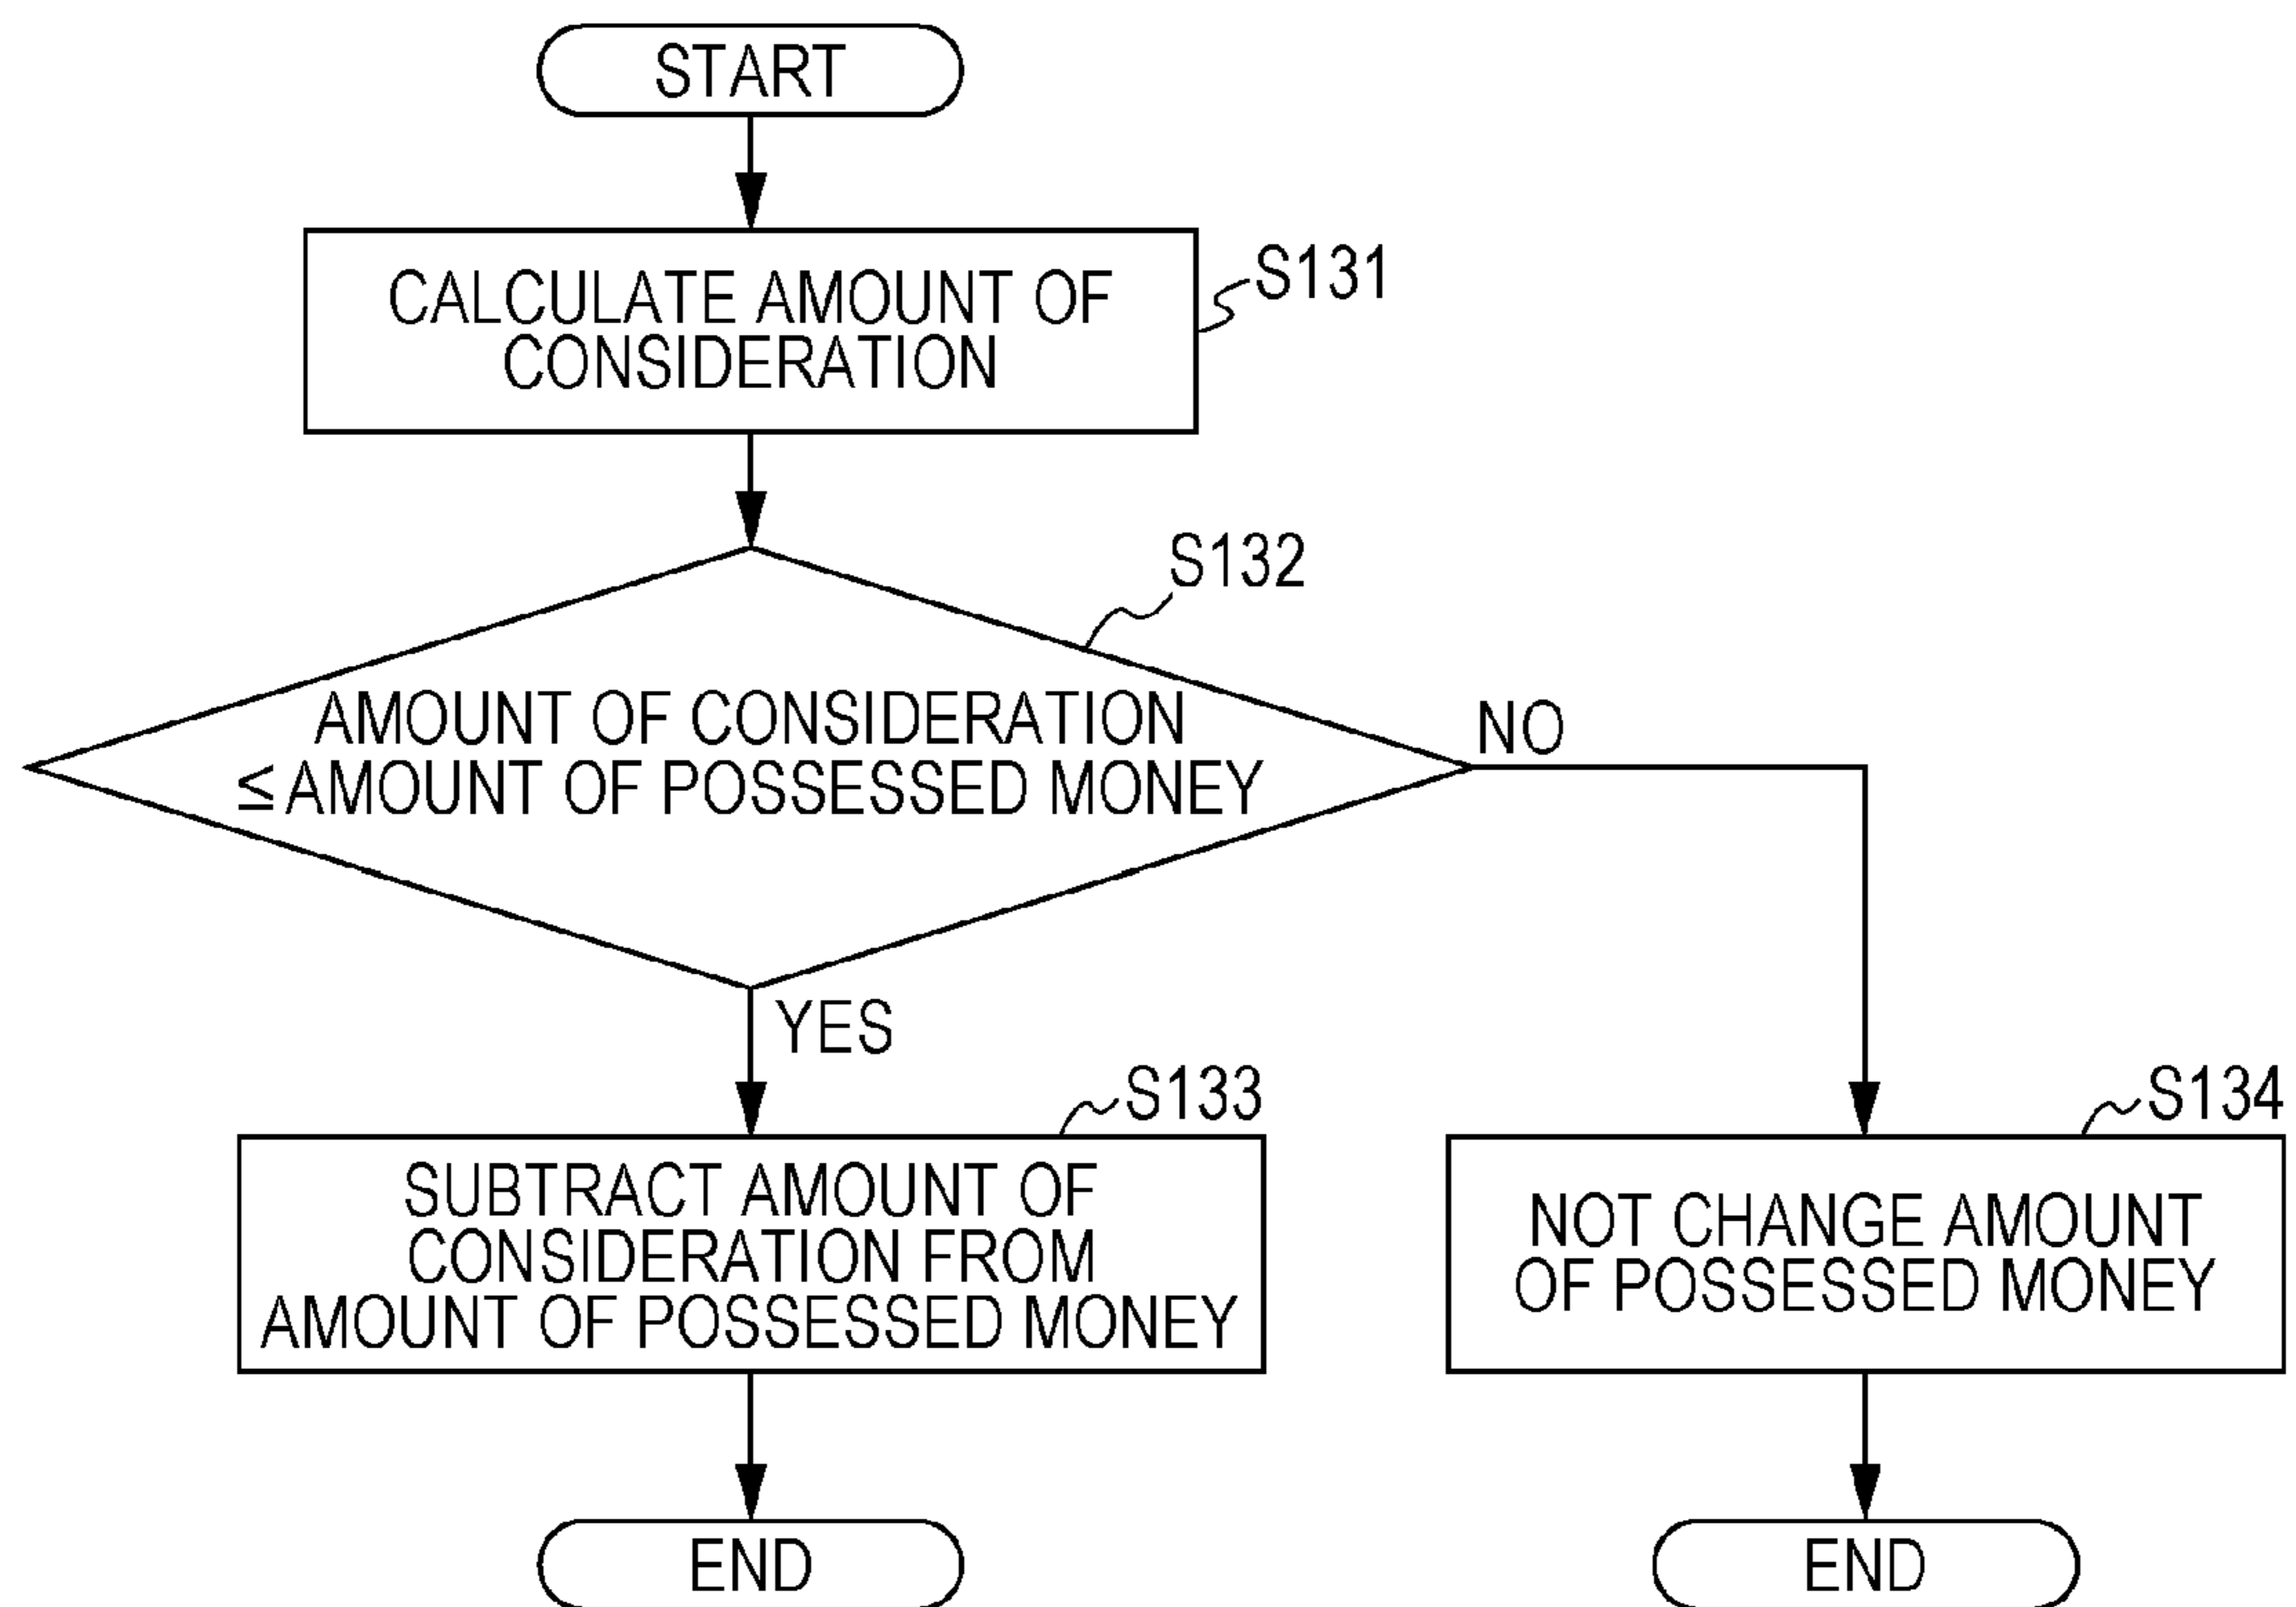 START
CALCULATE AMOUNT OF
CONSIDERATION
S131
S132
AMOUNT OF CONSIDERATION
≤AMOUNT OF POSSESSED MONEY
NO
YES
S133
SUBTRACT AMOUNT OF
CONSIDERATION FROM
AMOUNT OF POSSESSED MONEY
S134
NOT CHANGE AMOUNT
OF POSSESSED MONEY
END
END